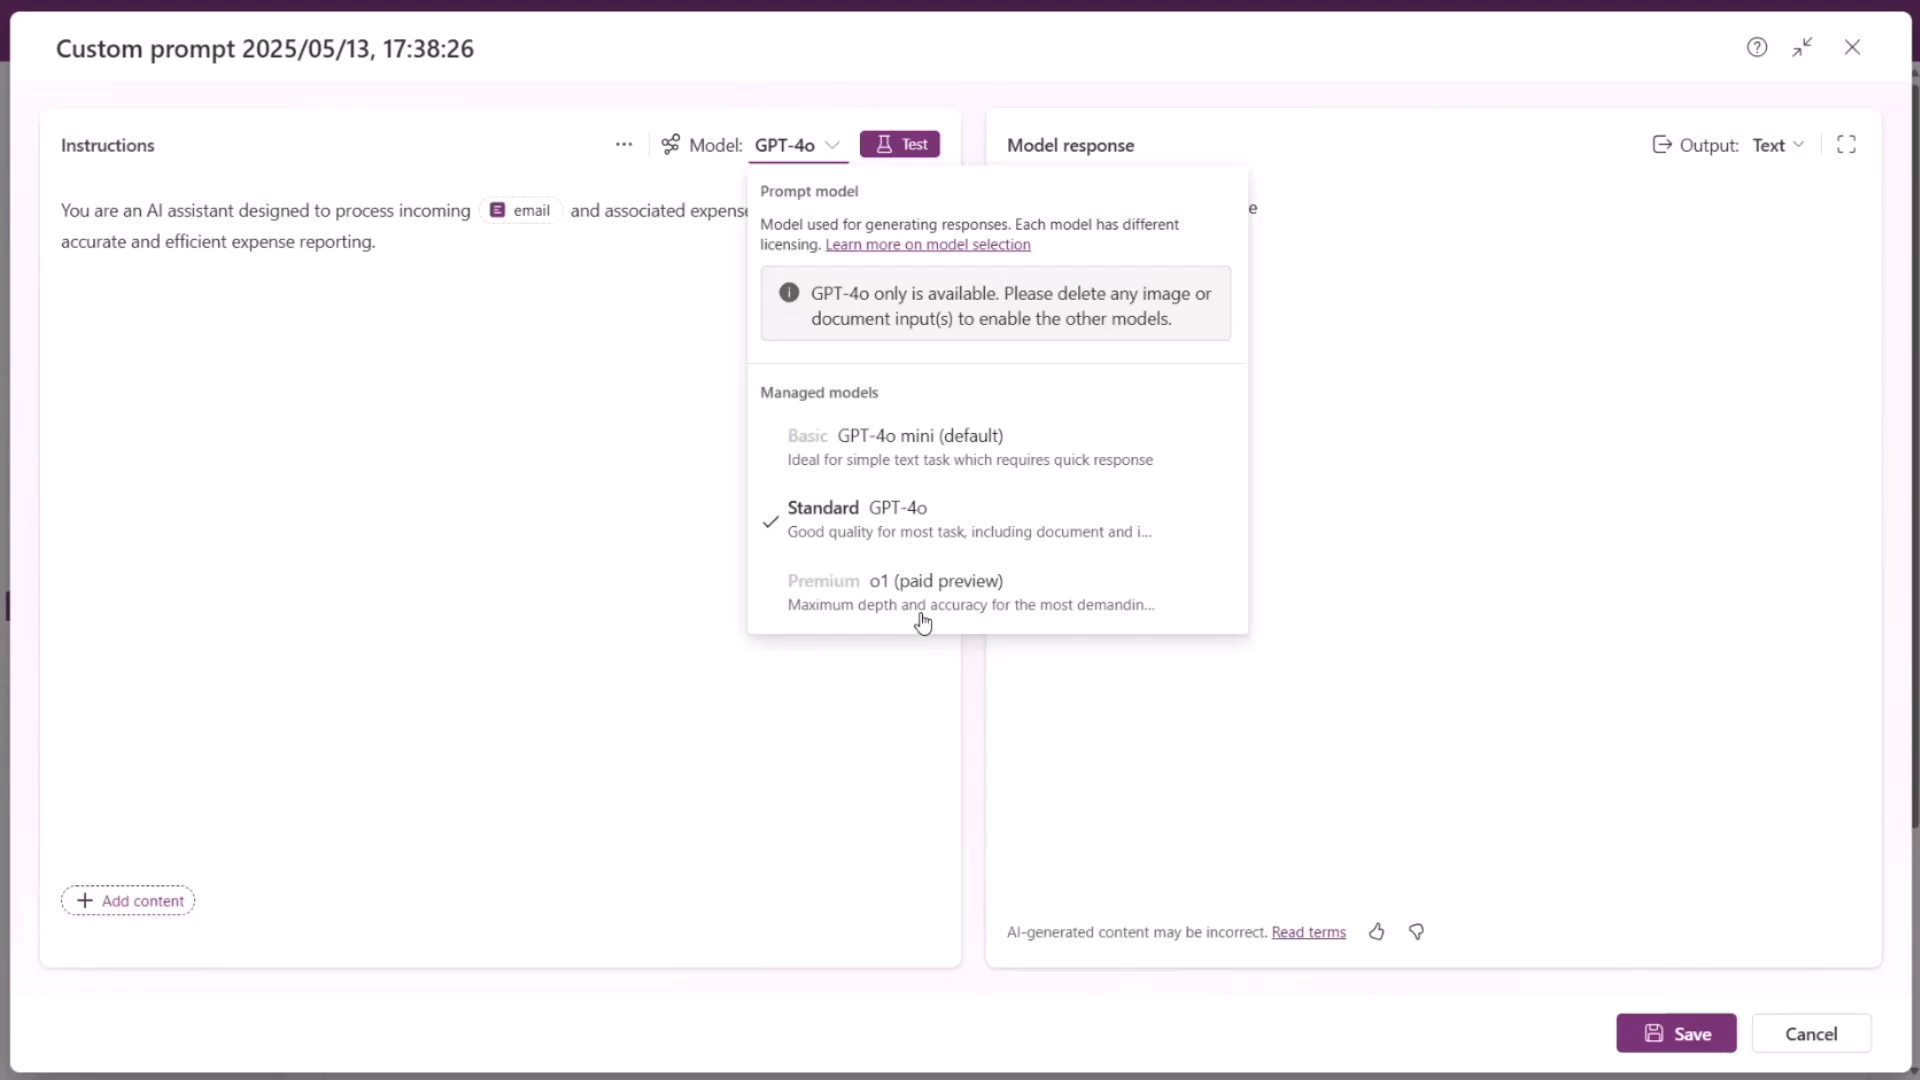 Custom prompt 2025/05/13, 17:38:26
Instructions
Model: GPT-4o
Test
Model response
Output: Text
You are an AI assistant designed to process incoming email and associated expense
accurate and efficient expense reporting.
Prompt model
Model used for generating responses. Each model has different
licensing. Learn more on model selection
GPT-4o only is available. Please delete any image or
document input(s) to enable the other models.
Managed models
Basic GPT-4o mini (default)
Ideal for simple text task which requires quick response
Standard GPT-4o
Good quality for most task, including document and i...
Premium o1 (paid preview)
Maximum depth and accuracy for the most demandin...
Add content
AI-generated content may be incorrect. Read terms
Save
Cancel